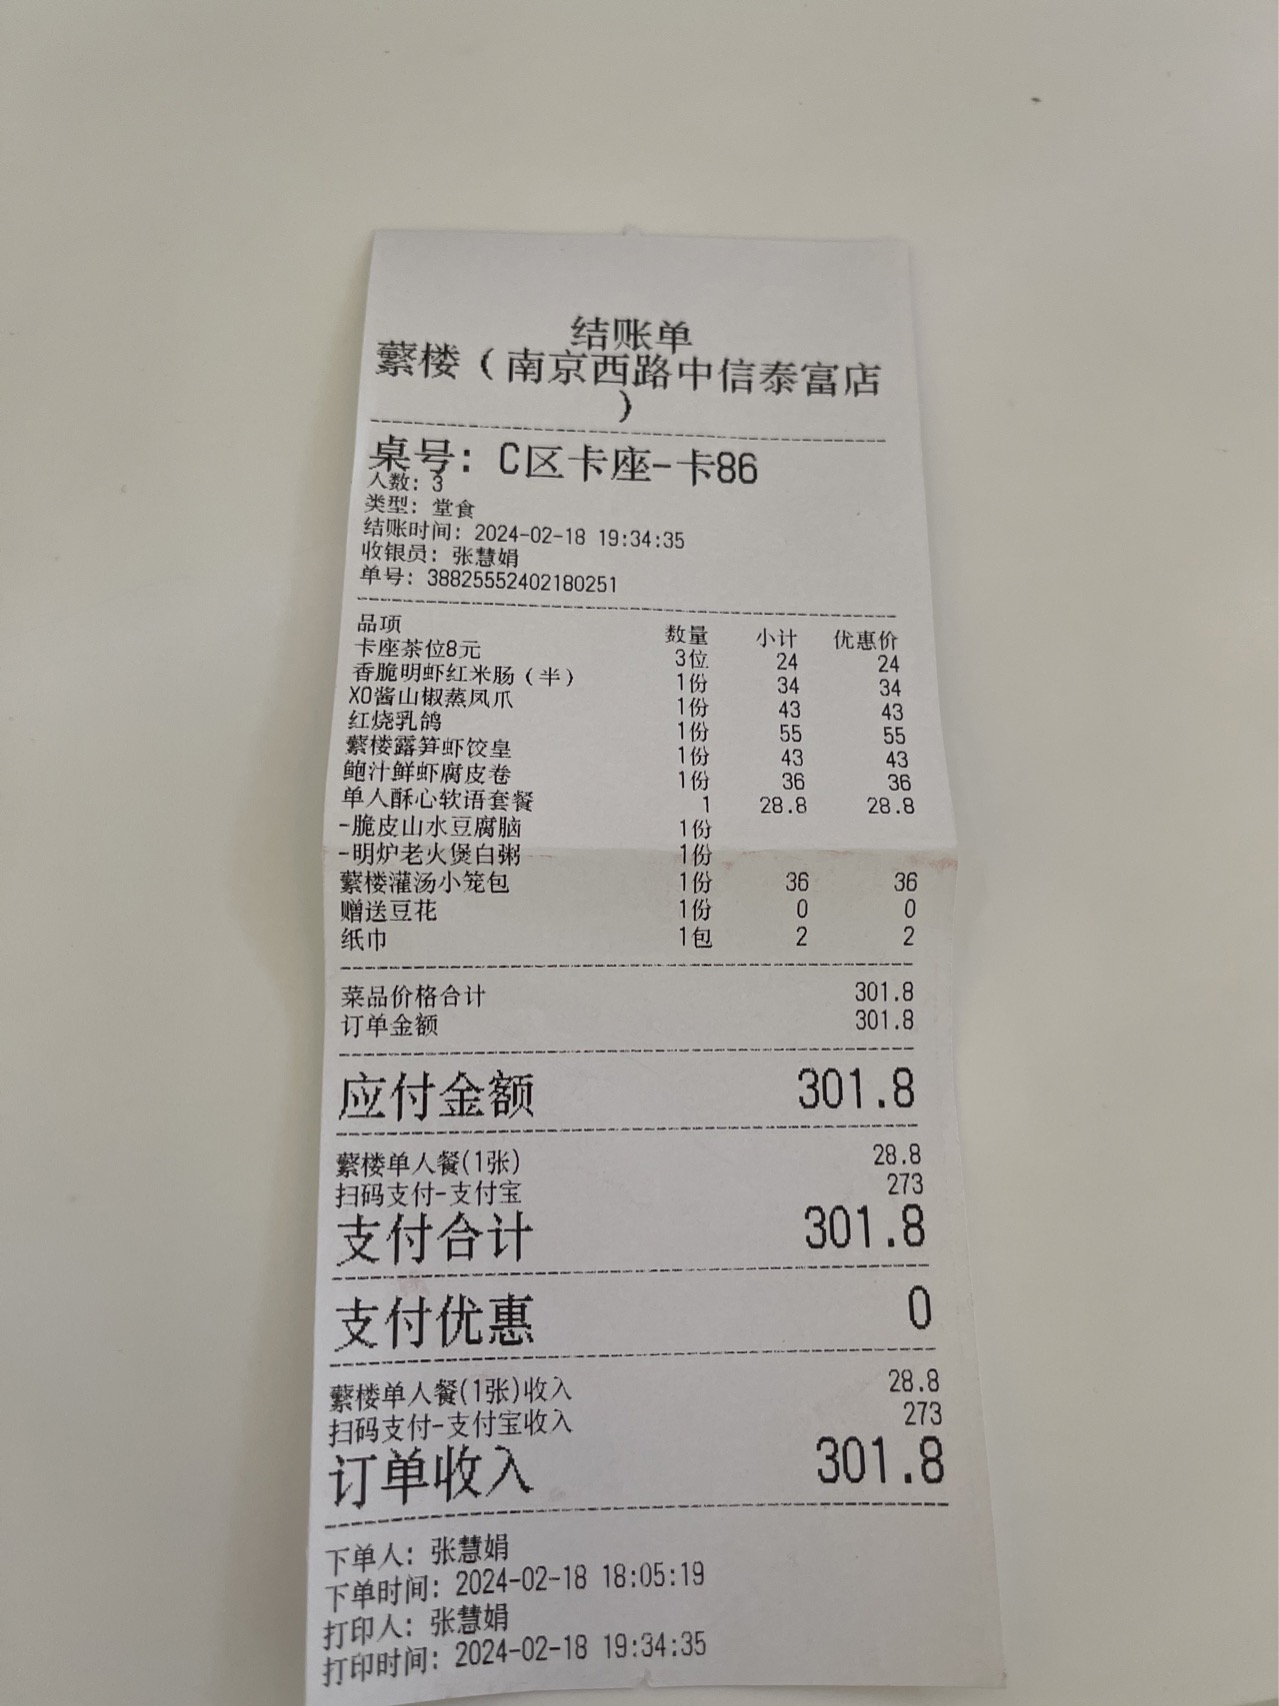 结账单
蘩楼（南京西路中信泰富店
）
桌号: C区卡座-卡86
人数: 3
类型: 堂食
结账时间: 2024-02-18 19:34:35
收银员: 张慧娟
单号: 38825552402180251
品项 数量 小计 优惠价
卡座茶位8元 3位 24 24
香脆明虾红米肠（半） 1份 34 34
XO酱山椒蒸凤爪 1份 43 43
红烧乳鸽 1份 55 55
蘩楼露笋虾饺皇 1份 43 43
鲍汁鲜虾腐皮卷 1份 36 36
单人酥心软语套餐 1 28.8 28.8
-脆皮山水豆腐脑 1份
-明炉老火煲白粥 1份
蘩楼灌汤小笼包 1份 36 36
赠送豆花 1份 0 0
纸巾 1包 2 2
菜品价格合计 301.8
订单金额 301.8
应付金额 301.8
蘩楼单人餐(1张) 28.8
扫码支付-支付宝 273
支付合计 301.8
支付优惠 0
蘩楼单人餐(1张)收入 28.8
扫码支付-支付宝收入 273
订单收入 301.8
下单人: 张慧娟
下单时间: 2024-02-18 18:05:19
打印人: 张慧娟
打印时间: 2024-02-18 19:34:35